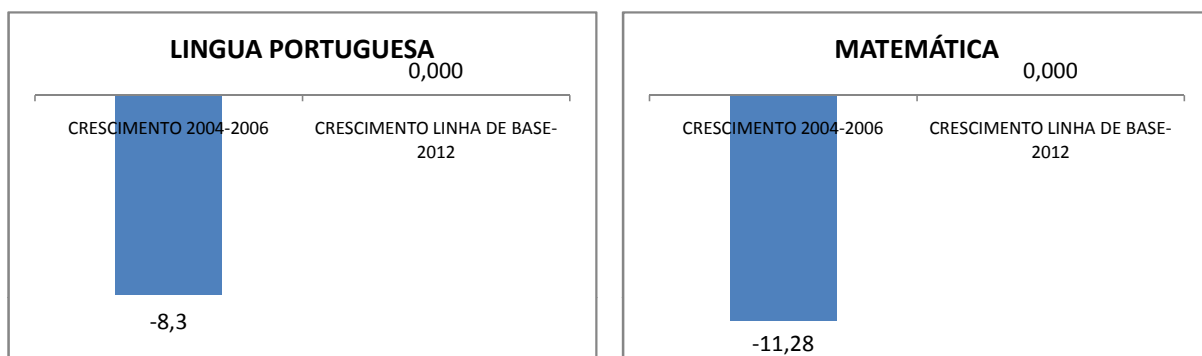 LINGUA PORTUGUESA
0,000
CRESCIMENTO 2004-2006
CRESCIMENTO LINHA DE BASE-
2012
-8,3
MATEMÁTICA
0,000
CRESCIMENTO 2004-2006
CRESCIMENTO LINHA DE BASE-
2012
-11,28